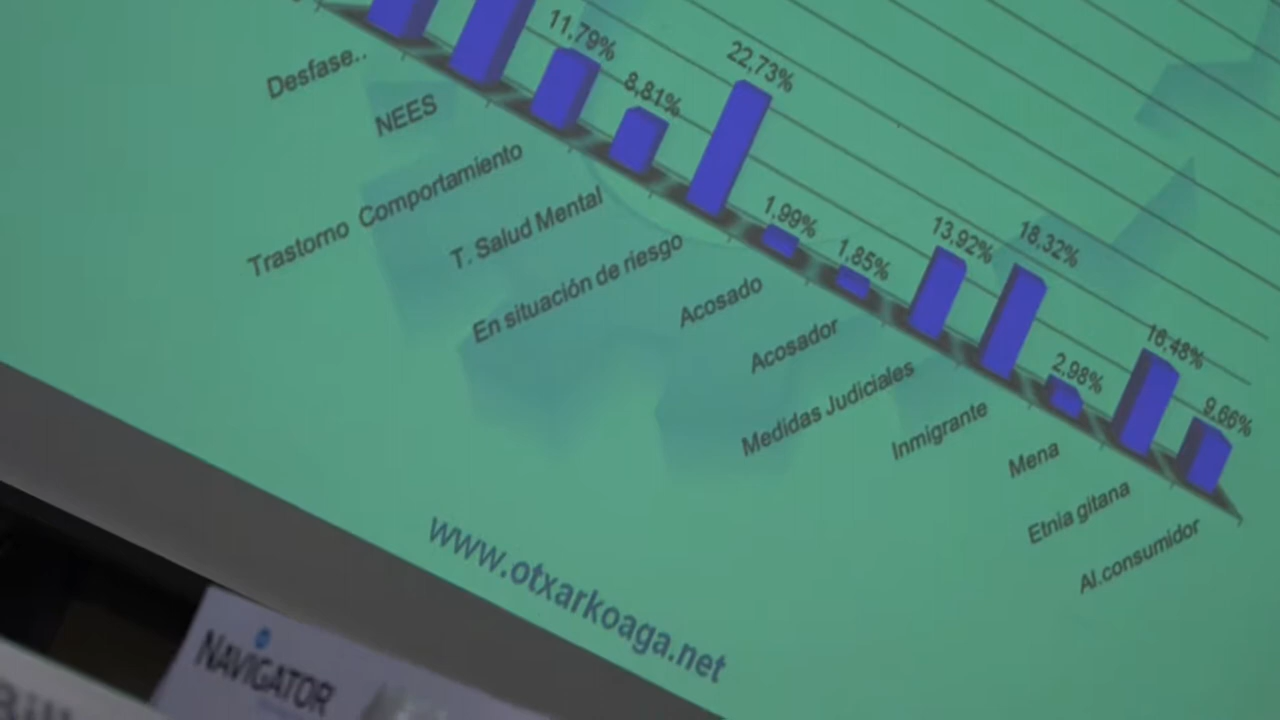 11.79%
8,81%
22,73%
1,99%
1,85%
13,92%
18,32%
2,98%
16,48%
9,66%
Desfase..
NEES
Trastorno Comportamiento
T. Salud Mental
En situación de riesgo
Acosado
Acosador
Medidas Judiciales
Inmigrante
Mena
Etnia gitana
Al.consumidor
www.otxarkoaga.net
NAVIGATOR